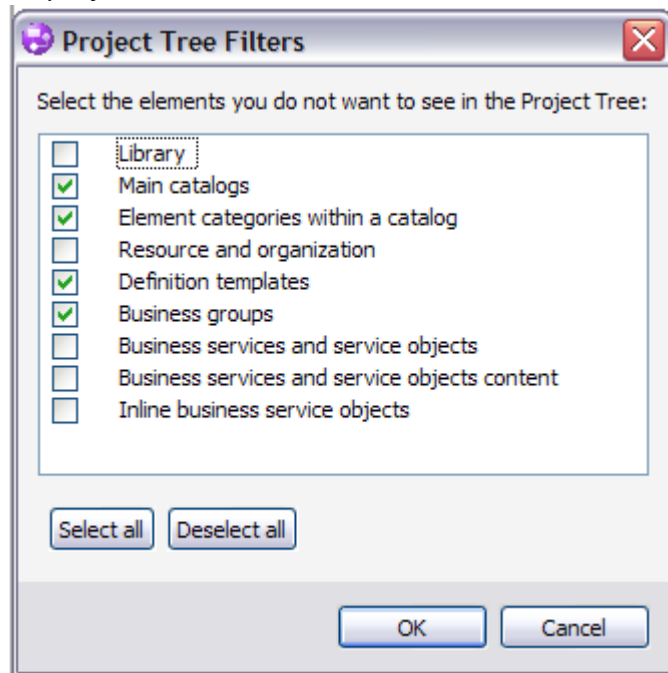 Project Tree Filters
Select the elements you do not want to see in the Project Tree:
Library
Main catalogs
Element categories within a catalog
Resource and organization
Definition templates
Business groups
Business services and service objects
Business services and service objects content
Inline business service objects
Select all Deselect all
OK Cancel